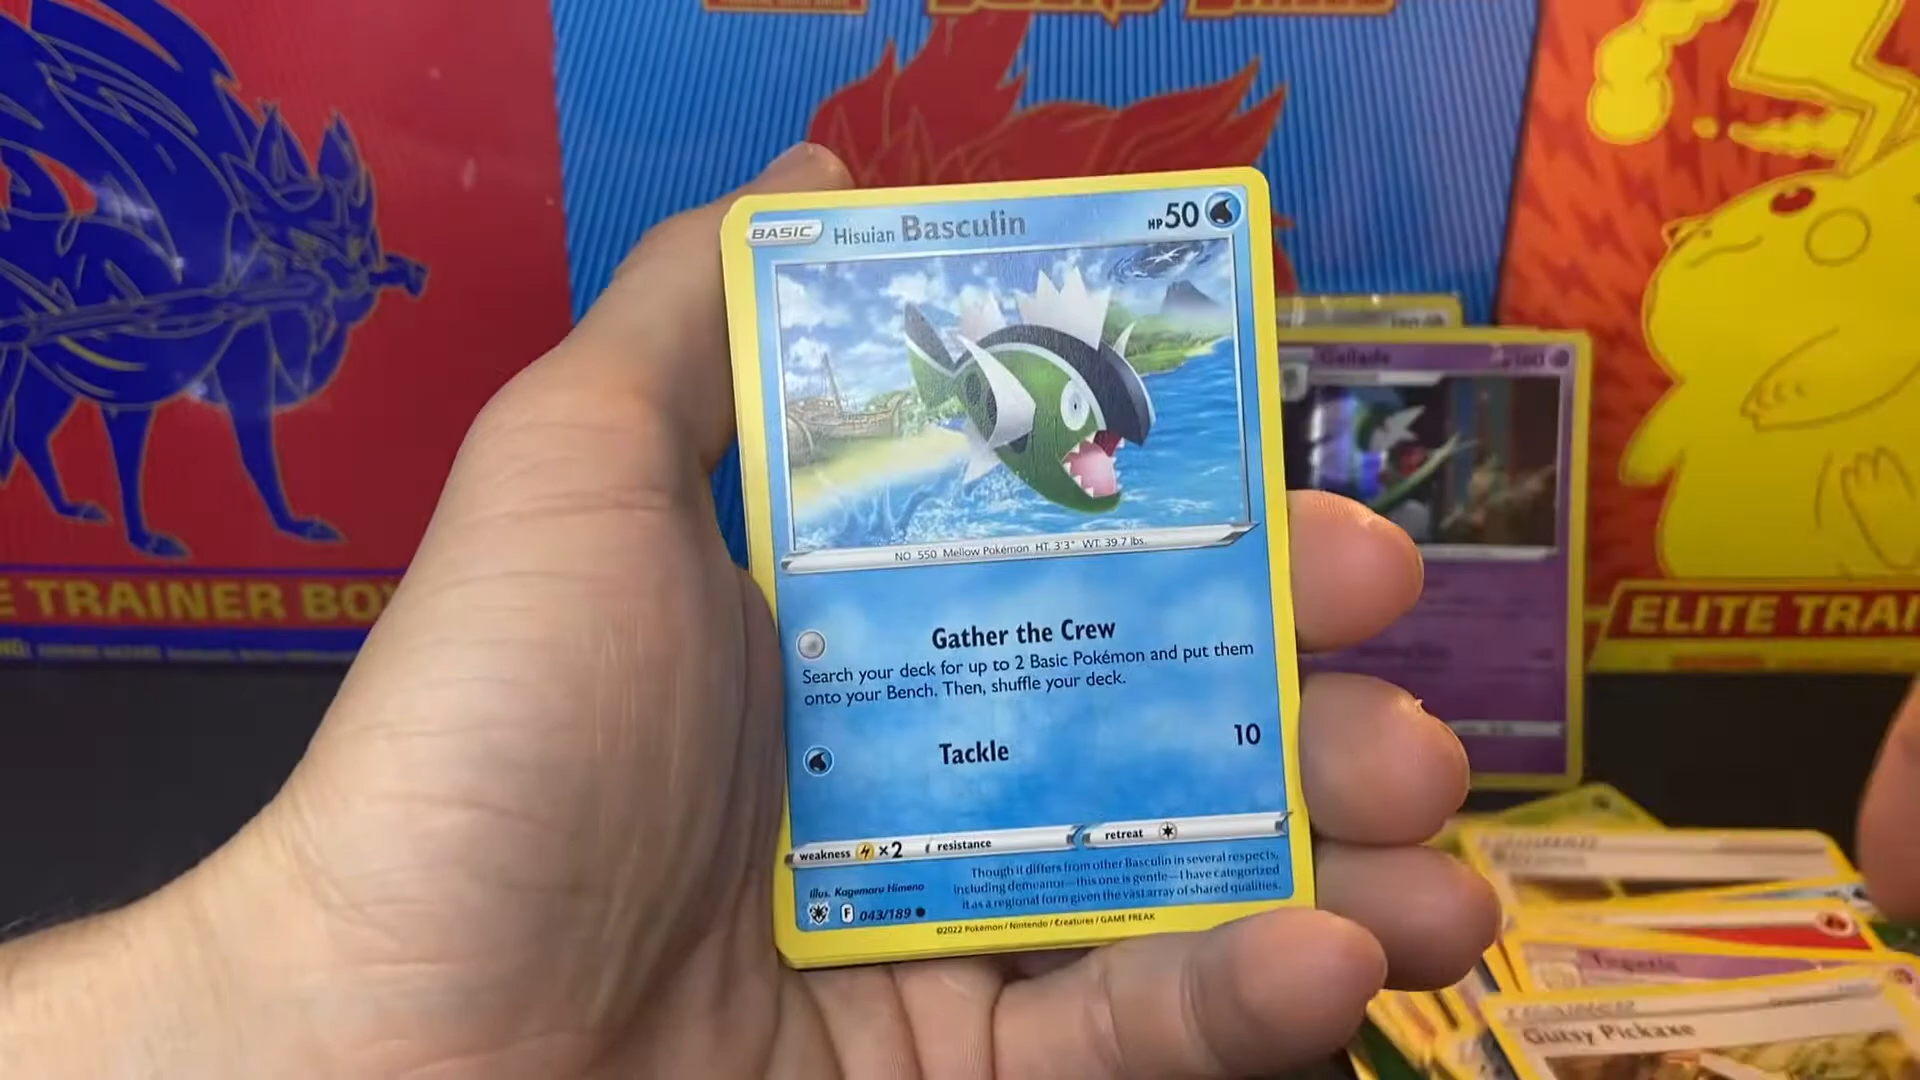 BASIC Hisuian Basculin HP 50
NO. 550 Mellow Pokémon HT: 3'3" WT: 39.7 lbs.
Gather the Crew
Search your deck for up to 2 Basic Pokémon and put them
onto your Bench. Then, shuffle your deck.
Tackle 10
weakness ×2 resistance retreat
Though it differs from other Basculin in several respects,
including demeanor—this one is gentle—I have categorized
it as a regional form given the vast array of shared qualities.
Illus. Kagemaru Himeno
F 043/189
©2022 Pokémon / Nintendo / Creatures / GAME FREAK
E TRAINER BO
ELITE TRAI
Gallade
Togetic
Gutsy Pickaxe